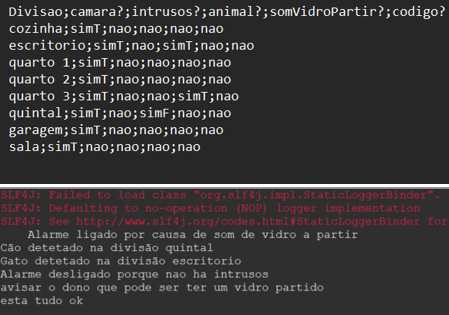 Divisao;camara?;intrusos?;animal?;somVidroPartir?;codigo?
cozinha;simT;nao;nao;nao;nao
escritorio;simT;nao;simT;nao;nao
quarto 1;simT;nao;nao;nao;nao
quarto 2;simT;nao;nao;nao;nao
quarto 3;simT;nao;nao;simT;nao
quintal;simT;nao;simF;nao;nao
garagem;simT;nao;nao;nao;nao
sala;simT;nao;nao;nao;nao
SLF4J: Failed to load class "org.slf4j.impl.StaticLoggerBinder".
SLF4J: Defaulting to no-operation (NOP) logger implementation
SLF4J: See http://www.slf4j.org/codes.html#StaticLoggerBinder for
Alarme ligado por causa de som de vidro a partir
Cão detetado na divisão quintal
Gato detetado na divisão escritorio
Alarme desligado porque nao ha intrusos
avisar o dono que pode ser ter um vidro partido
esta tudo ok